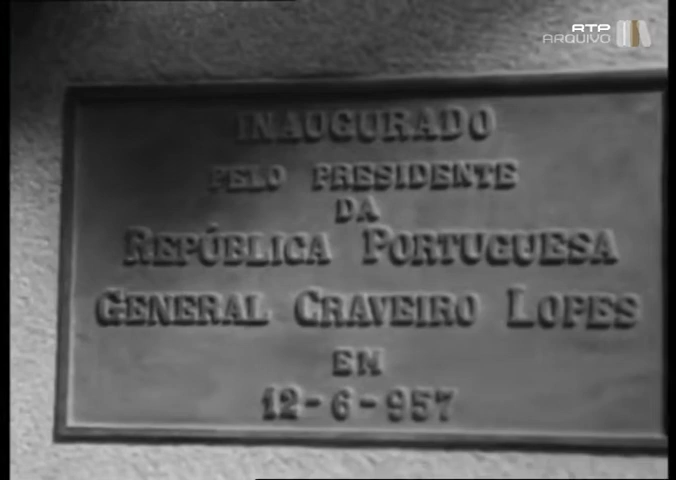 RTP
ARQUIVO
INAUGURADO
PELO PRESIDENTE
DA
REPÚBLICA PORTUGUESA
GENERAL CRAVEIRO LOPES
EM
12-6-957